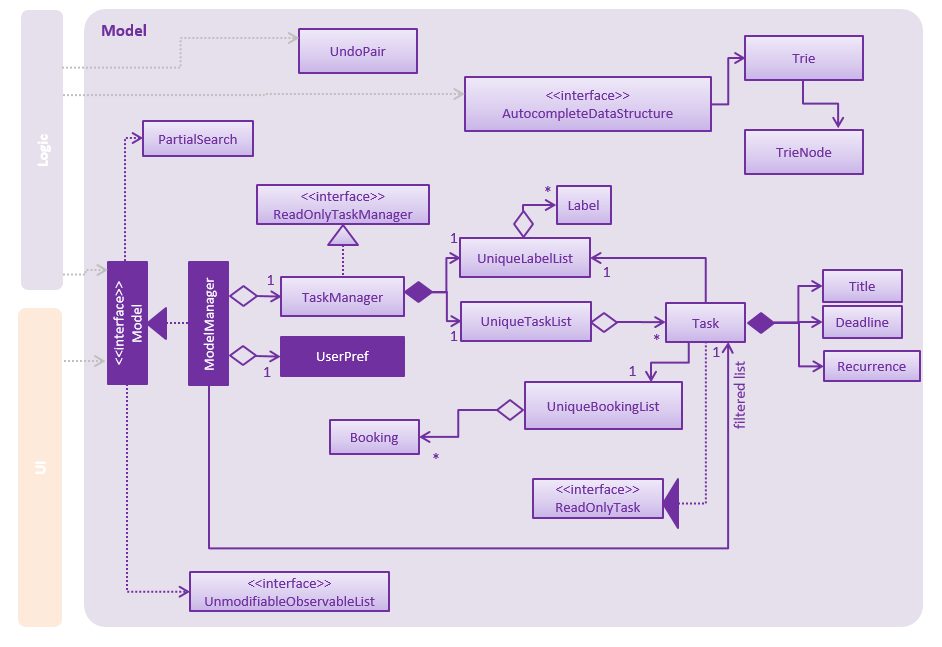 Model
UndoPair
Trie
<<interface>>
AutocompleteDataStructure
Logic
PartialSearch
TrieNode
<<interface>>
ReadOnlyTaskManager
*
Label
1
UniqueLabelList
1
<<interface>>
Model
ModelManager
1
TaskManager
Title
UniqueTaskList
Task
Deadline
1
*
1
UserPref
1
1
Recurrence
filtered list
UniqueBookingList
Booking
*
UI
<<interface>>
ReadOnlyTask
<<interface>>
UnmodifiableObservableList